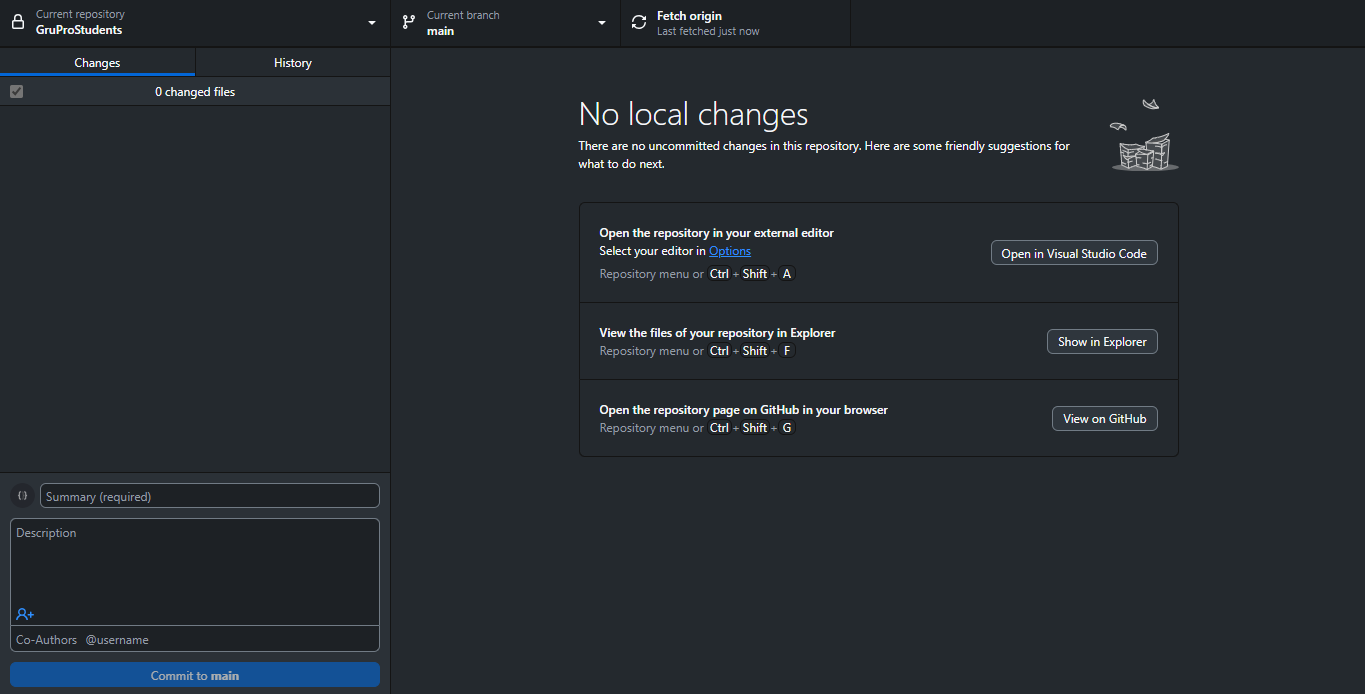 Current repository
GruProStudents
Current branch
main
Fetch origin
Last fetched just now
Changes
History
0 changed files
No local changes
There are no uncommitted changes in this repository. Here are some friendly suggestions for
what to do next.
Open the repository in your external editor
Select your editor in Options
Repository menu or Ctrl + Shift + A
Open in Visual Studio Code
View the files of your repository in Explorer
Repository menu or Ctrl + Shift + F
Show in Explorer
Open the repository page on GitHub in your browser
Repository menu or Ctrl + Shift + G
View on GitHub
Summary (required)
Description
Co-Authors @username
Commit to main